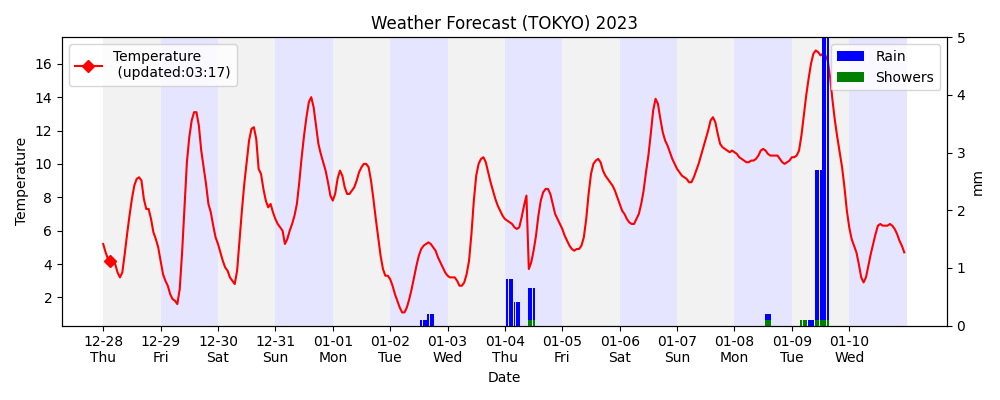 Weather Forecast (TOKYO) 2023
Temperature
(updated:03:17)
Rain
Showers
Temperature
16
14
12
10
8
6
4
2
5
4
3
2
1
0
mm
12-28 12-29 12-30 12-31 01-01 01-02 01-03 01-04 01-05 01-06 01-07 01-08 01-09 01-10
Thu Fri Sat Sun Mon Tue Wed Thu Fri Sat Sun Mon Tue Wed
Date